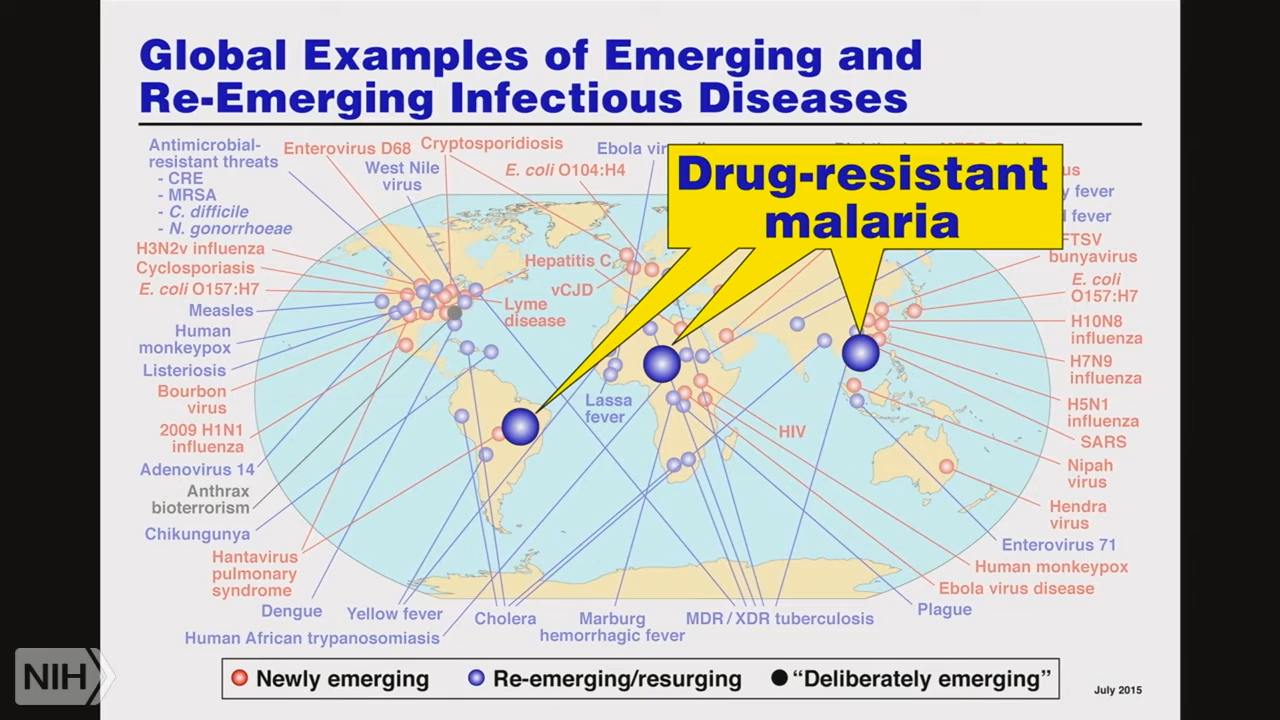 Global Examples of Emerging and
Re-Emerging Infectious Diseases
Antimicrobial-
resistant threats
- CRE
- MRSA
- C. difficile
- N. gonorrhoeae
Enterovirus D68
Cryptosporidiosis
West Nile
virus
E. coli O104:H4
Ebola
Drug-resistant
malaria
fever
fever
bunyavirus
H3N2v influenza
Cyclosporiasis
E. coli O157:H7
Measles
Human
monkeypox
Listeriosis
Bourbon
virus
2009 H1N1
influenza
Adenovirus 14
Anthrax
bioterrorism
Chikungunya
Hantavirus
pulmonary
syndrome
Dengue
Yellow fever
Human African trypanosomiasis
Hepatitis C
vCJD
Lyme
disease
Lassa
fever
HIV
Cholera
Marburg
hemorrhagic fever
MDR / XDR tuberculosis
Plague
E. coli
O157:H7
H10N8
influenza
H7N9
influenza
H5N1
influenza
SARS
Nipah
virus
Hendra
virus
Enterovirus 71
Human monkeypox
Ebola virus disease
Newly emerging
Re-emerging/resurging
“Deliberately emerging”
July 2015
NIH